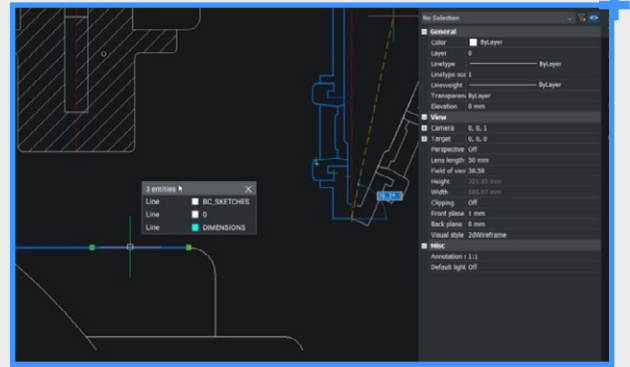 No Selection
General
Color ByLayer
Layer 0
Linetype ByLayer
Linetype sca 1
Lineweight ByLayer
Transparen ByLayer
Elevation 0 mm
View
Camera 0, 0, 1
Target 0, 0, 0
Perspective Off
Lens length 50 mm
Field of view 38.58
Height
Width
Clipping Off
Front plane 1 mm
Back plane 0 mm
Visual style 2dWireframe
Misc
Annotation s 1:1
Default light Off
3 entities
Line BC_SKETCHES
Line 0
Line DIMENSIONS